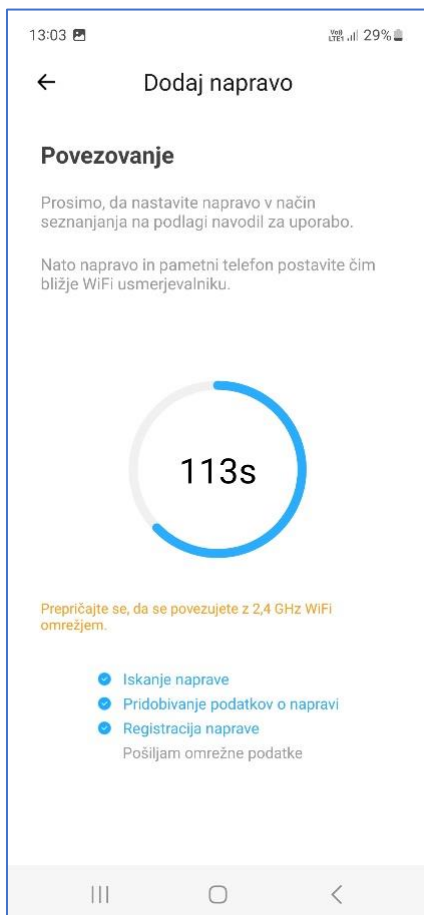 13:03 29%
Dodaj napravo
Povezovanje
Prosimo, da nastavite napravo v način
seznanjanja na podlagi navodil za uporabo.
Nato napravo in pametni telefon postavite čim
bližje WiFi usmerjevalniku.
113s
Prepričajte se, da se povezujete z 2,4 GHz WiFi
omrežjem.
Iskanje naprave
Pridobivanje podatkov o napravi
Registracija naprave
Pošiljam omrežne podatke